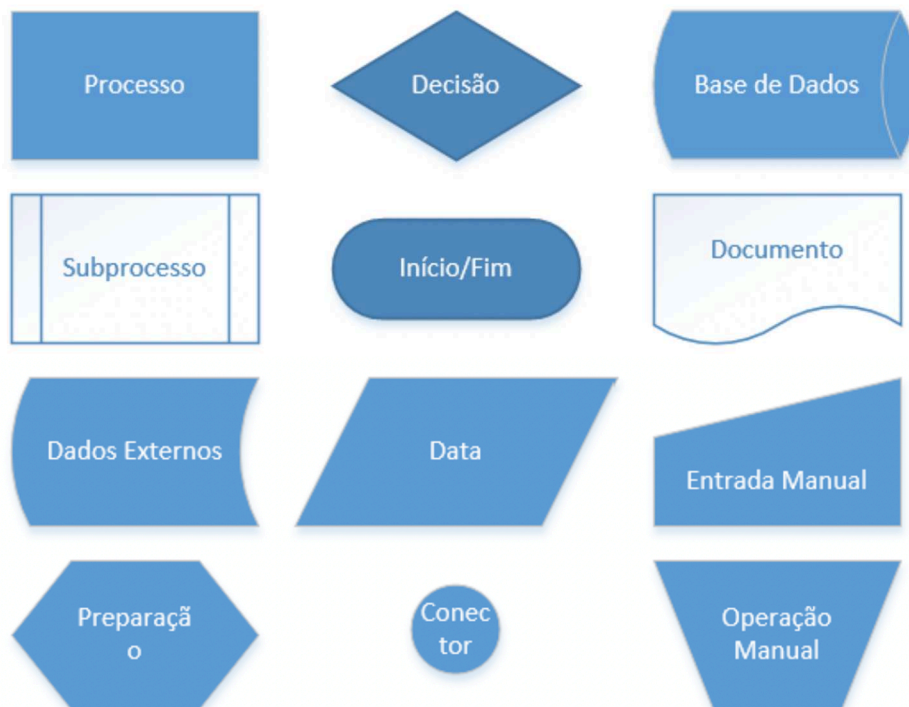 Processo
Decisão
Base de Dados
Subprocesso
Início/Fim
Documento
Dados Externos
Data
Entrada Manual
Preparaçã
o
Conec
tor
Operação
Manual